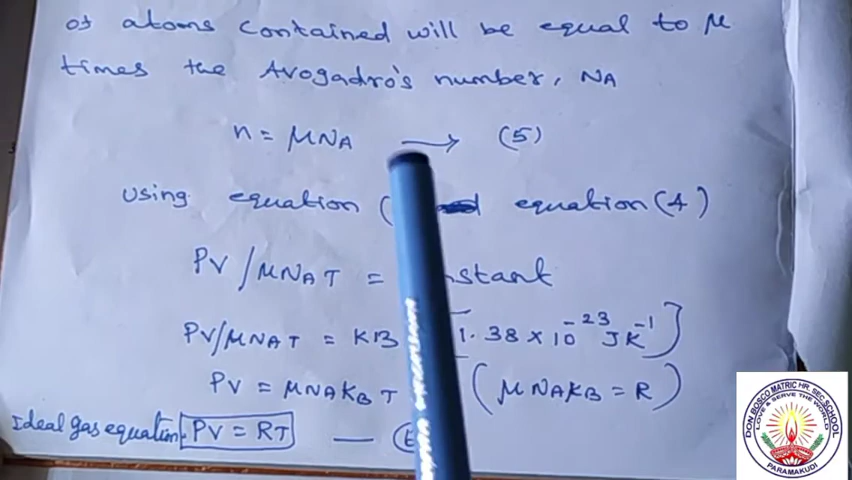 of atoms contained will be equal to μ
times the Avogadro's number, NA
n = μNA → (5)
Using equation ( equation (4)
PV/μNAT = nstant
PV/μNAT = KB 1.38 × 10⁻²³ JK⁻¹]
PV = μNAKB T (μNAKB = R)
Ideal gas equation. PV = RT — (
DON BOSCO MATRIC HR. SEC. SCHOOL
LOVE & SERVE THE WORLD
PARAMAKUDI